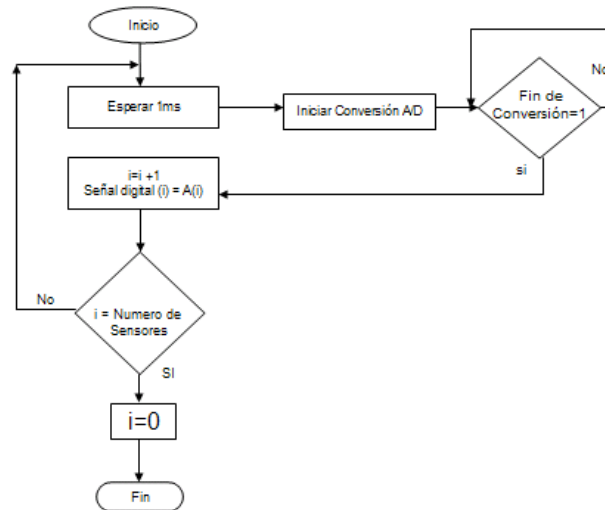 Inicio
Esperar 1ms
Iniciar Conversión A/D
Fin de
Conversión=1
No
si
i=i +1
Señal digital (i) = A(i)
i = Numero de
Sensores
No
SI
i=0
Fin